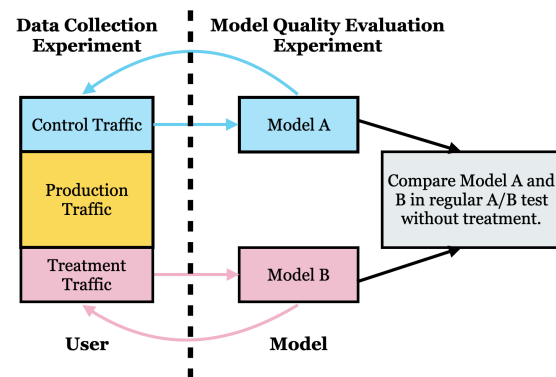 Data Collection
Experiment
Model Quality Evaluation
Experiment
Control Traffic
Model A
Production
Traffic
Compare Model A and
B in regular A/B test
without treatment.
Treatment
Traffic
Model B
User
Model